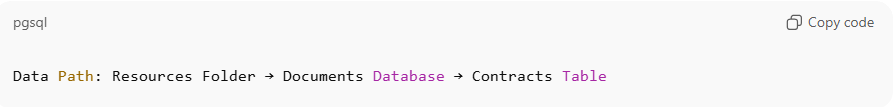 pgsql
Copy code
Data Path: Resources Folder → Documents Database → Contracts Table